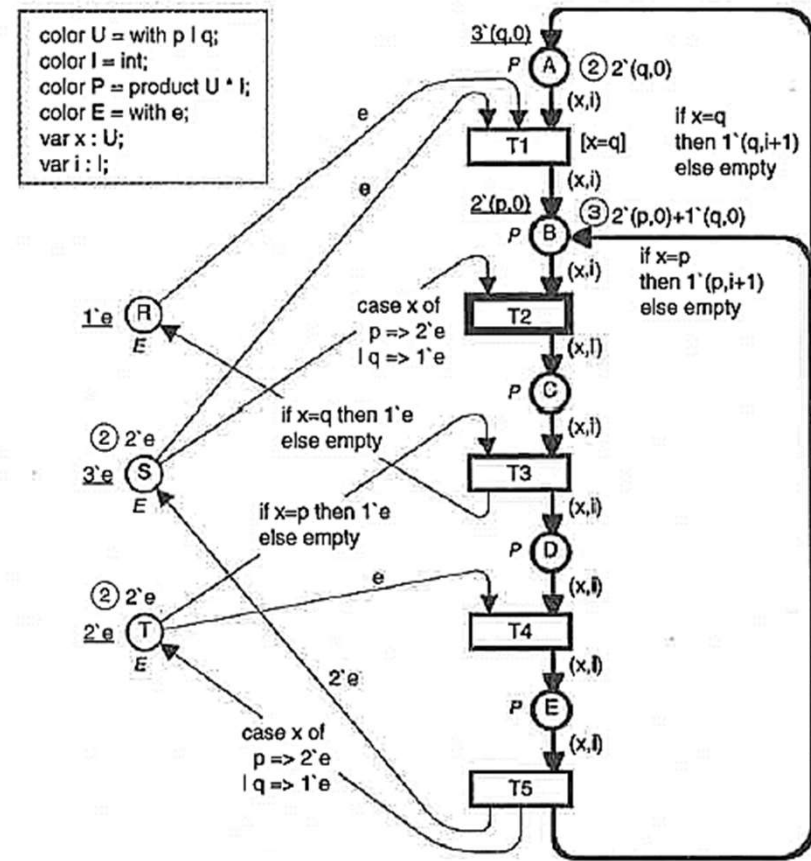 color U = with p | q;
color I = int;
color P = product U * I;
color E = with e;
var x : U;
var i : I;
3`(q,0)
P
A
2
2`(q,0)
(x,i)
e
if x=q
then 1`(q,i+1)
else empty
T1
[x=q]
e
(x,i)
2`(p,0)
3
2`(p,0)+1`(q,0)
P
B
(x,i)
if x=p
then 1`(p,i+1)
else empty
case x of
p => 2`e
| q => 1`e
1`e
R
E
T2
(x,i)
P
C
if x=q then 1`e
else empty
(x,i)
2
2`e
3`e
S
E
T3
(x,i)
if x=p then 1`e
else empty
P
D
e
(x,i)
2
2`e
2`e
T
E
T4
(x,i)
2`e
P
E
(x,i)
case x of
p => 2`e
| q => 1`e
T5